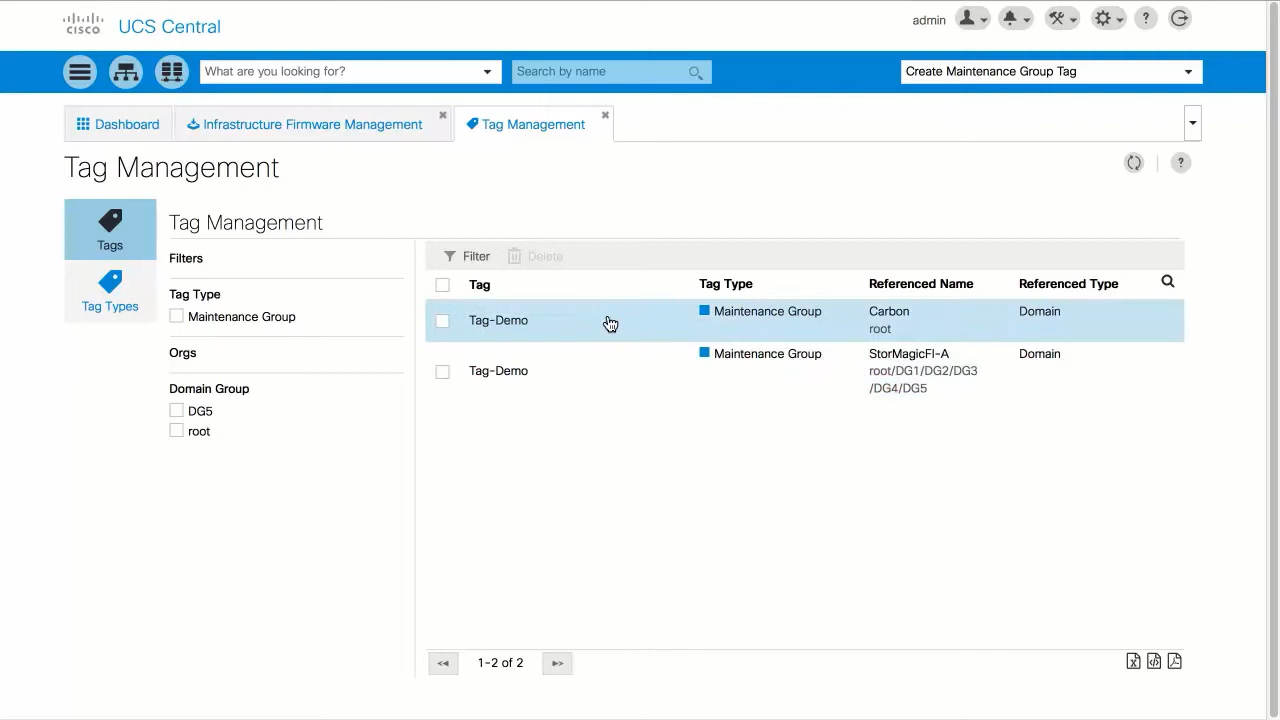 cisco UCS Central
admin
?
What are you looking for?
Search by name
Create Maintenance Group Tag
Dashboard
Infrastructure Firmware Management
Tag Management
Tag Management
?
Tags
Tag Types
Tag Management
Filters
Tag Type
Maintenance Group
Orgs
Domain Group
DG5
root
Filter
Delete
Tag Tag Type Referenced Name Referenced Type
Tag-Demo Maintenance Group Carbon Domain
root
Tag-Demo Maintenance Group StorMagicFI-A Domain
root/DG1/DG2/DG3
/DG4/DG5
1-2 of 2